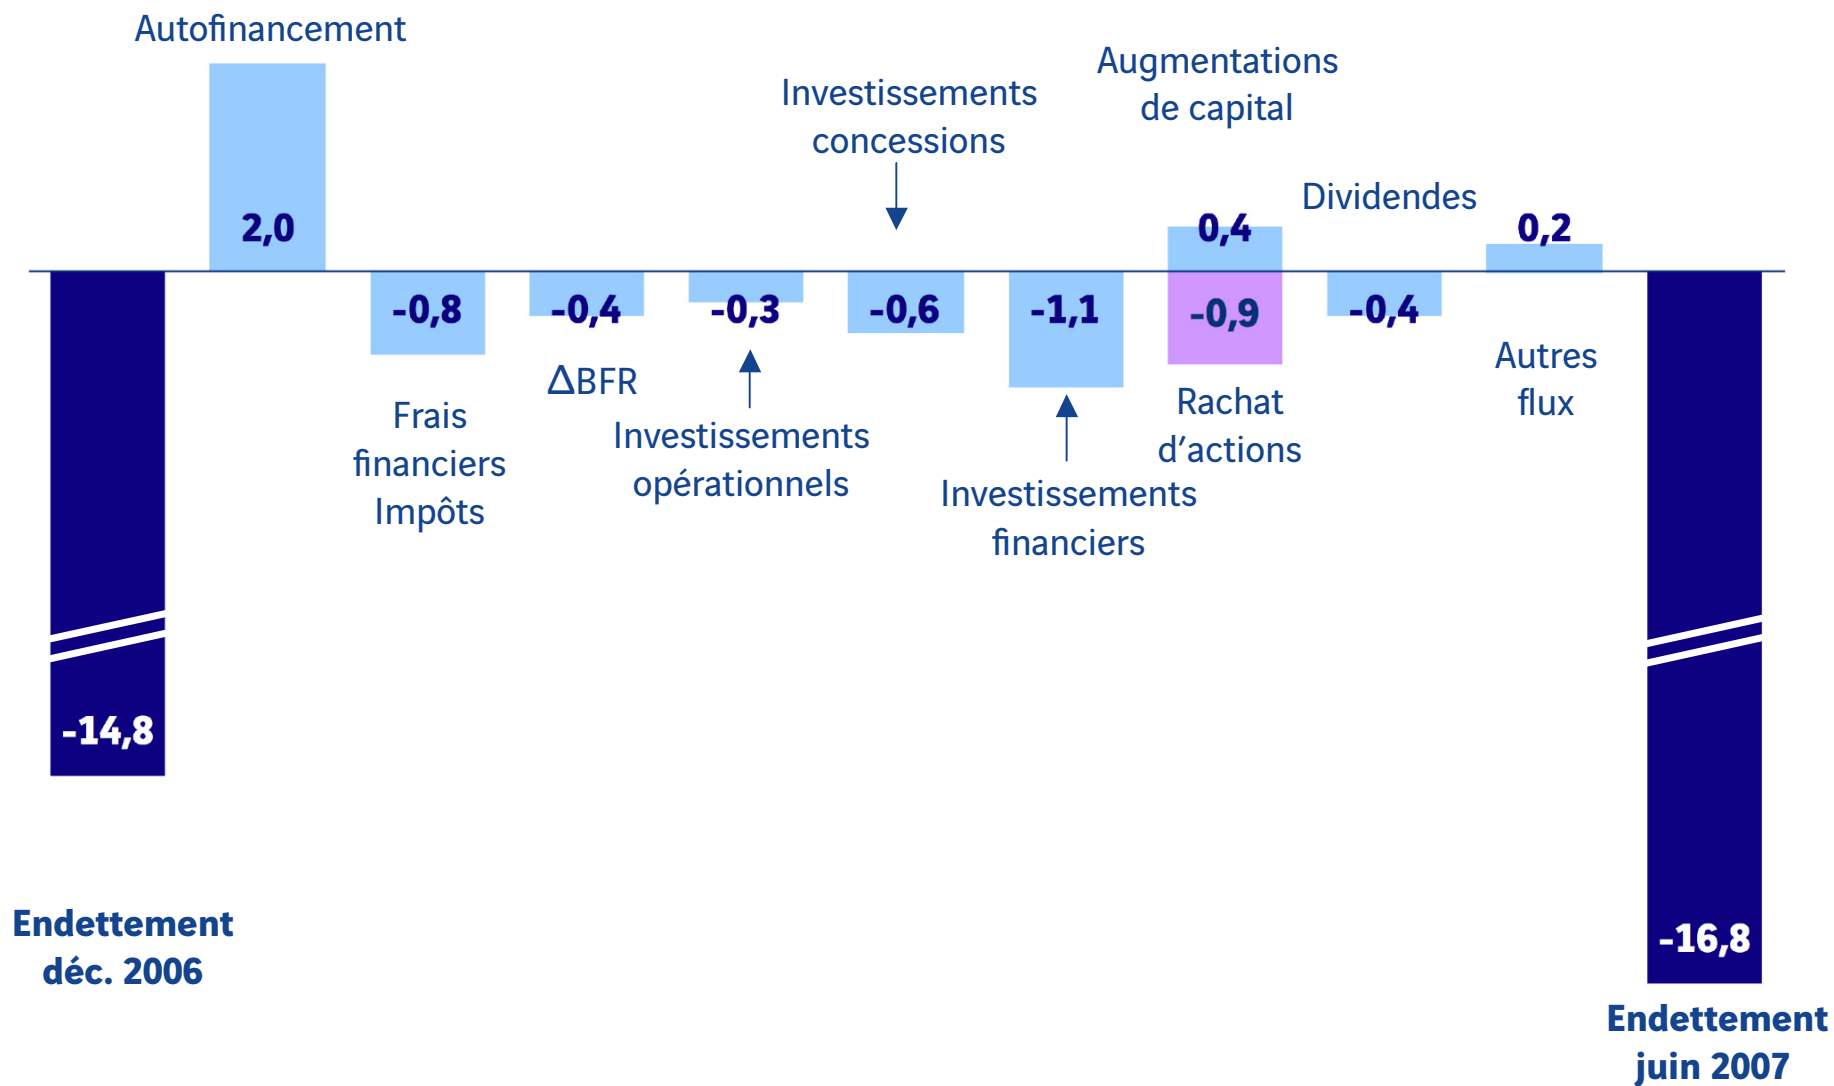 Autofinancement
2,0
Frais
financiers
Impôts
-0,8
-0,4
ΔBFR
-0,3
Investissements
opérationnels
Investissements
concessions
-0,6
-1,1
Investissements
financiers
Augmentations
de capital
0,4
-0,9
Rachat
d’actions
Dividendes
-0,4
0,2
Autres
flux
-14,8
Endettement
déc. 2006
-16,8
Endettement
juin 2007